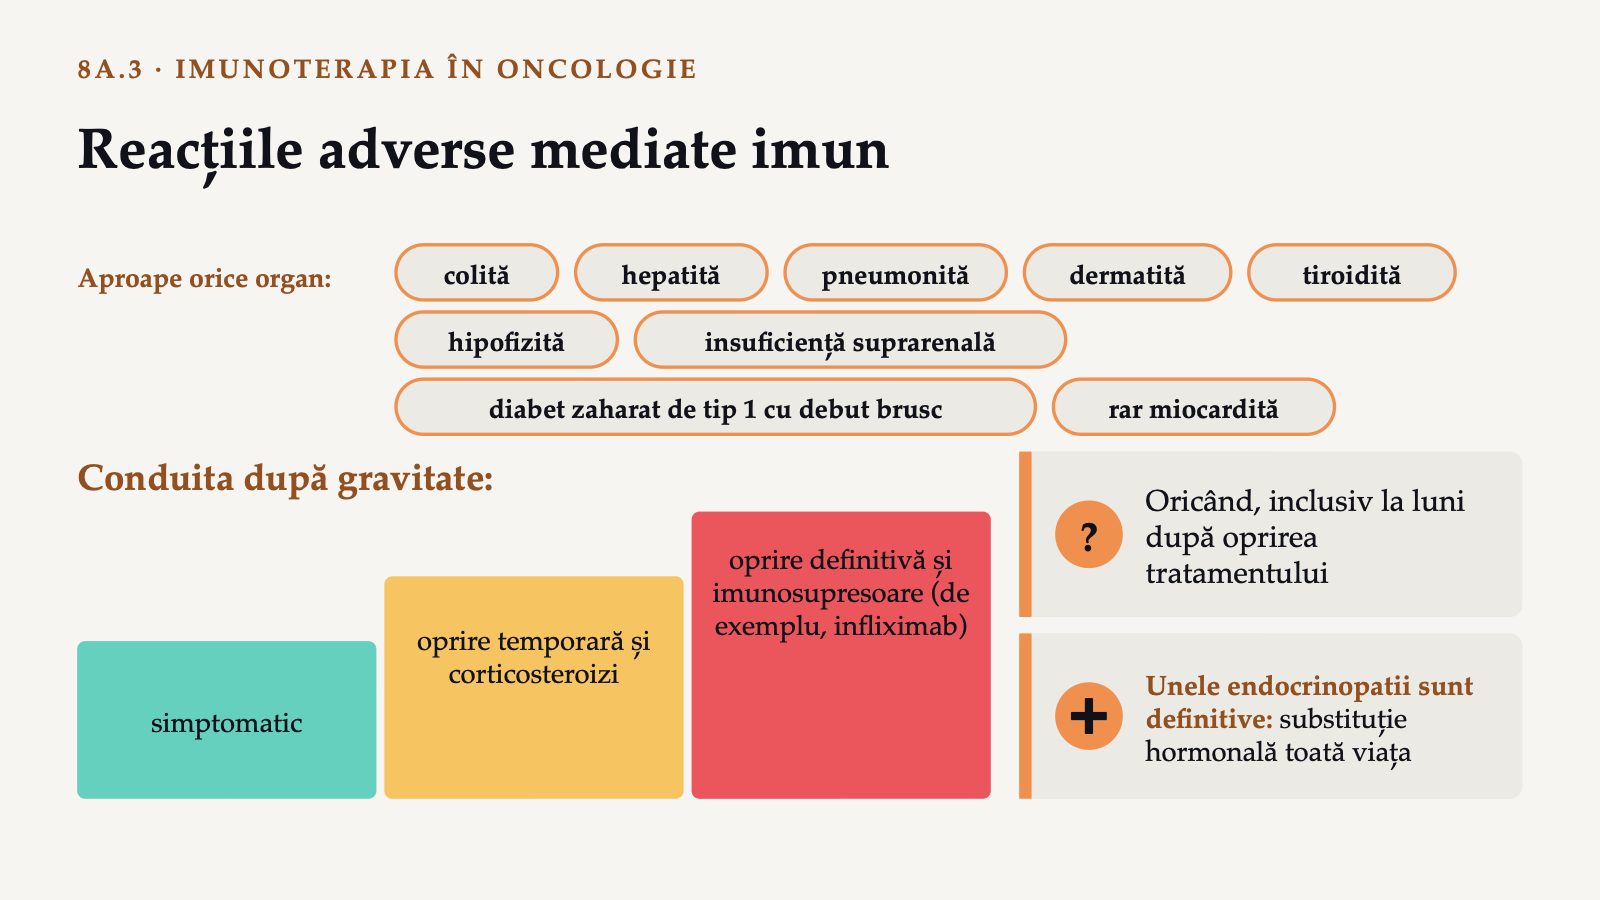 8A.3 · IMUNOTERAPIA ÎN ONCOLOGIE
Reacțiile adverse mediate imun
Aproape orice organ:
colită
hepatită
pneumonită
dermatită
tiroidită
hipofizită
insuficiență suprarenală
diabet zaharat de tip 1 cu debut brusc
rar miocardită
Conduita după gravitate:
simptomatic
oprire temporară și
corticosteroizi
oprire definitivă și
imunosupresoare (de
exemplu, infliximab)
?
Oricând, inclusiv la luni
după oprirea
tratamentului
Unele endocrinopatii sunt
definitive: substituție
hormonală toată viața